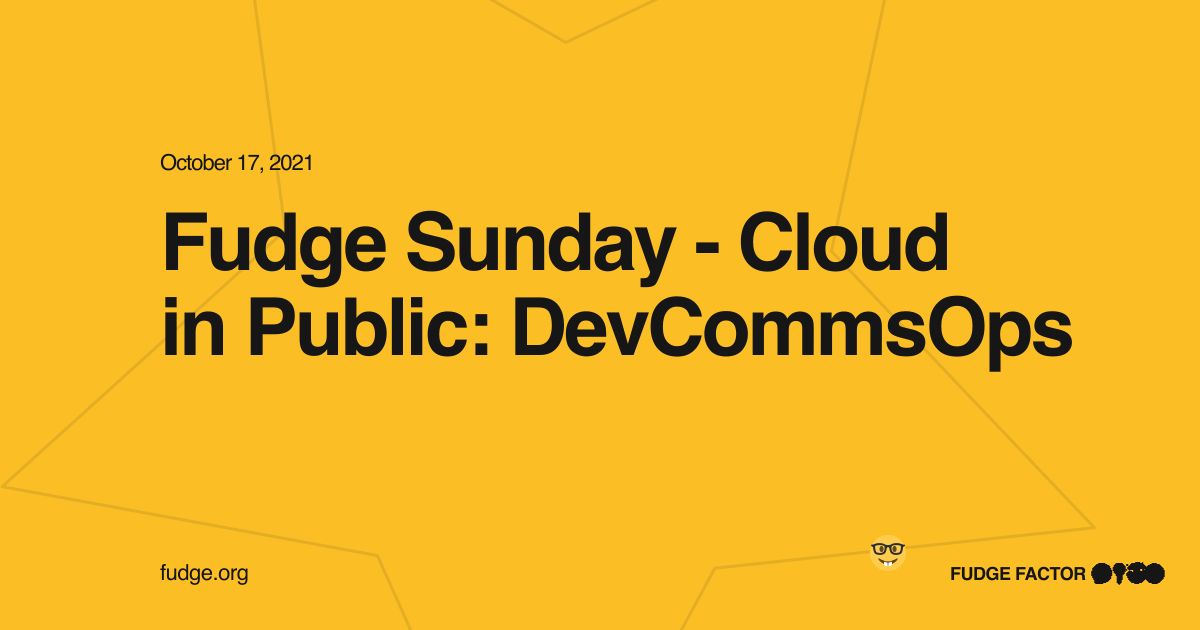 October 17, 2021
Fudge Sunday - Cloud
in Public: DevCommsOps
fudge.org
FUDGE FACTOR